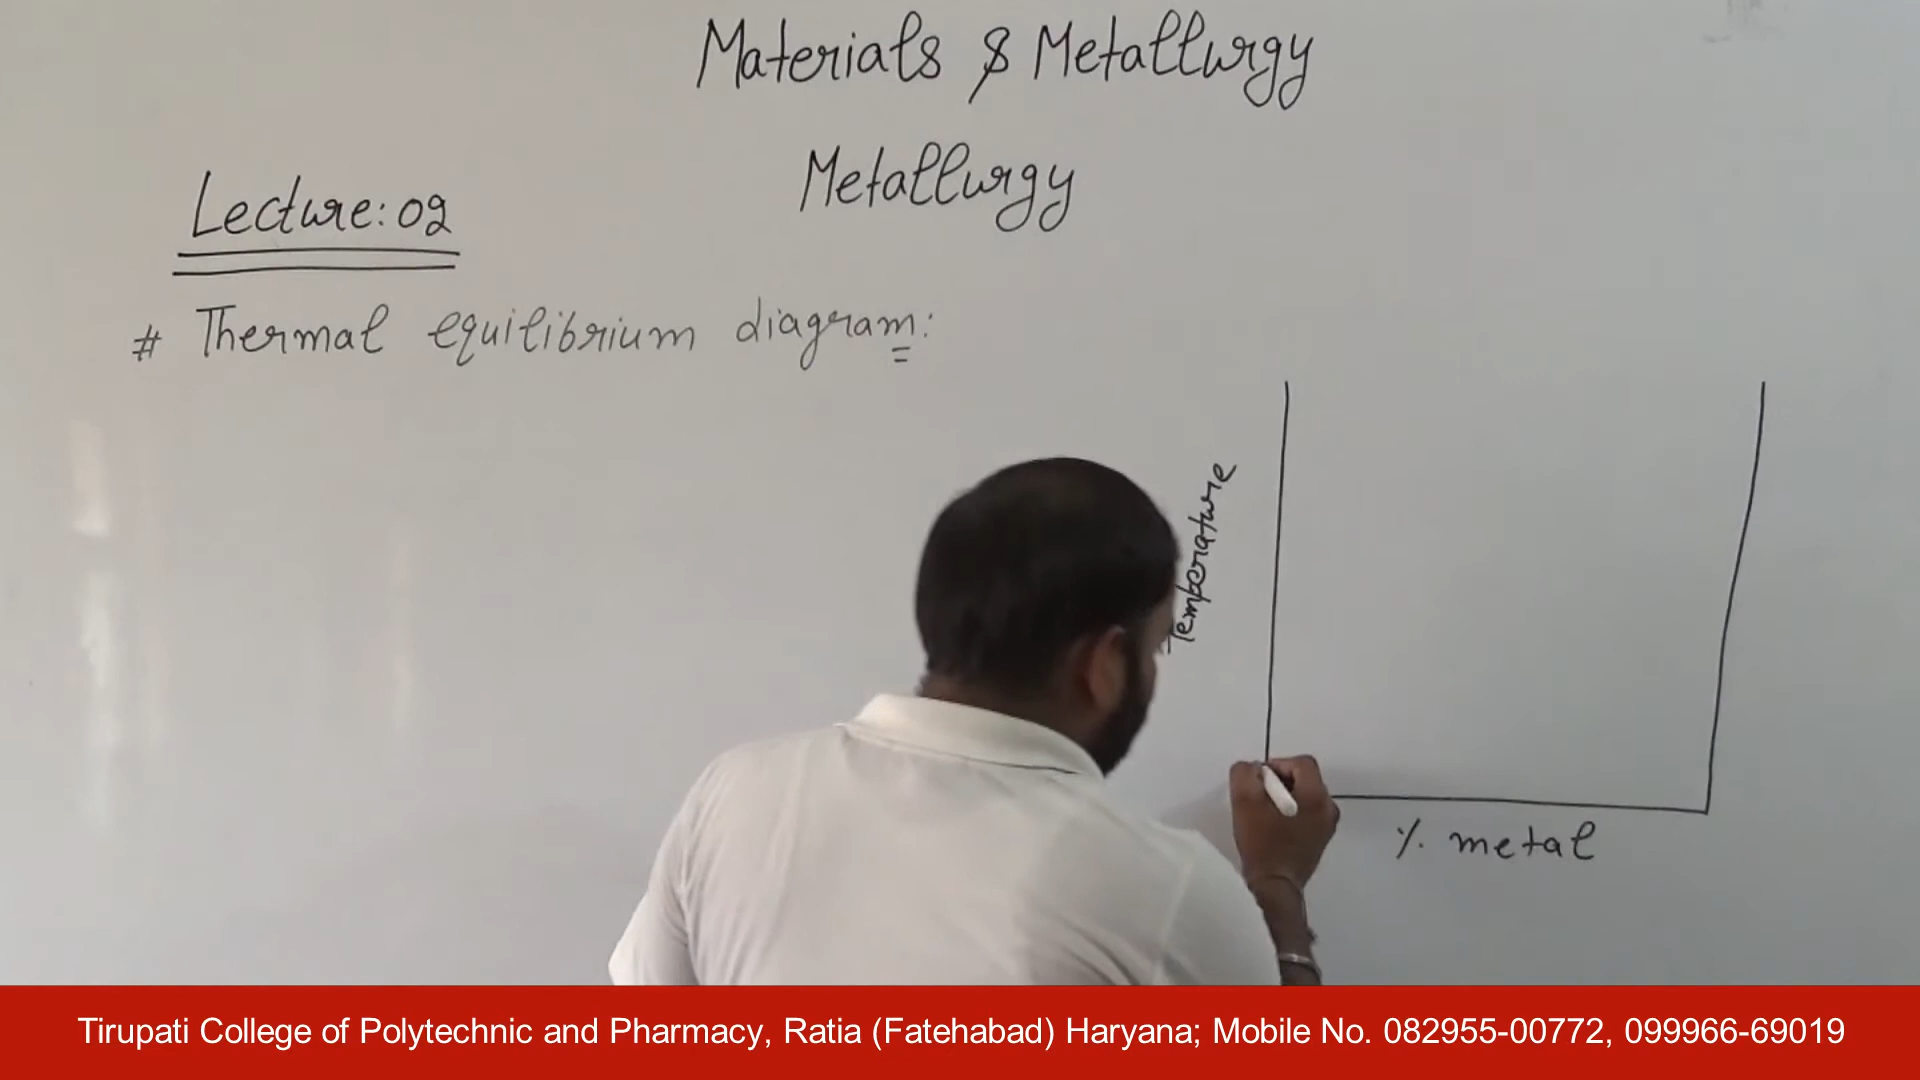 Materials & Metallurgy
Metallurgy
Lecture: 02
# Thermal equilibrium diagram:
Temperature
% metal
Tirupati College of Polytechnic and Pharmacy, Ratia (Fatehabad) Haryana; Mobile No. 082955-00772, 099966-69019